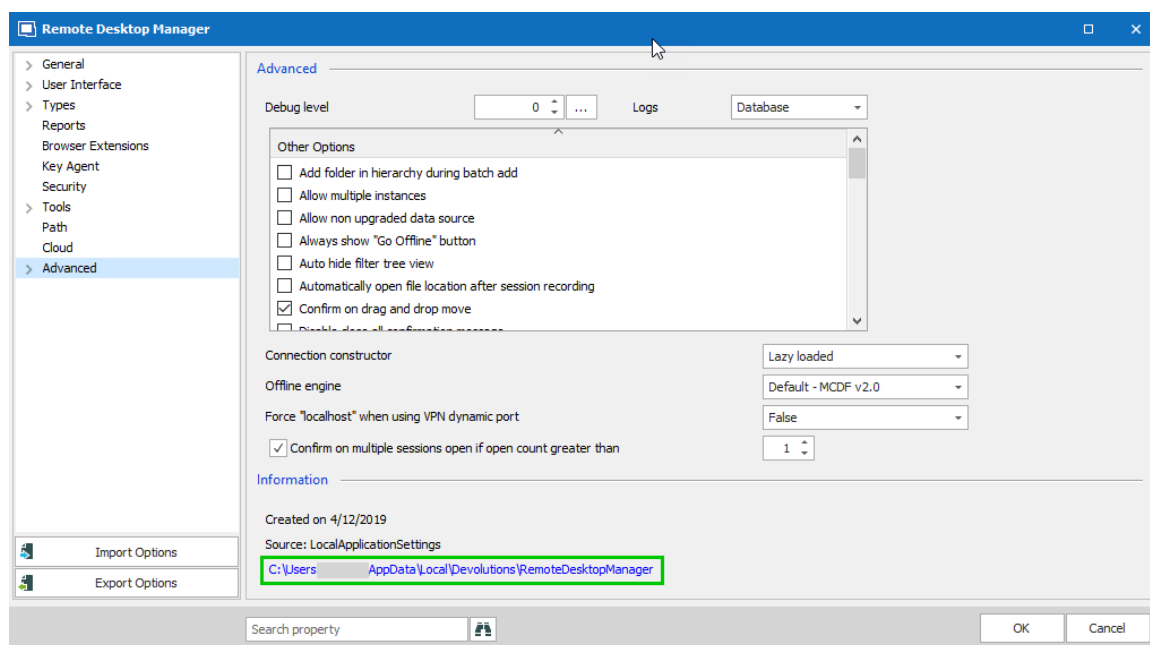 Remote Desktop Manager
General
User Interface
Types
Reports
Browser Extensions
Key Agent
Security
Tools
Path
Cloud
Advanced
Import Options
Export Options
Advanced
Debug level 0 ... Logs Database
Other Options
Add folder in hierarchy during batch add
Allow multiple instances
Allow non upgraded data source
Always show "Go Offline" button
Auto hide filter tree view
Automatically open file location after session recording
Confirm on drag and drop move
Disable close all confirmation message
Connection constructor Lazy loaded
Offline engine Default - MCDF v2.0
Force "localhost" when using VPN dynamic port False
Confirm on multiple sessions open if open count greater than 1
Information
Created on 4/12/2019
Source: LocalApplicationSettings
C:\Users AppData\Local\Devolutions\RemoteDesktopManager
Search property
OK Cancel